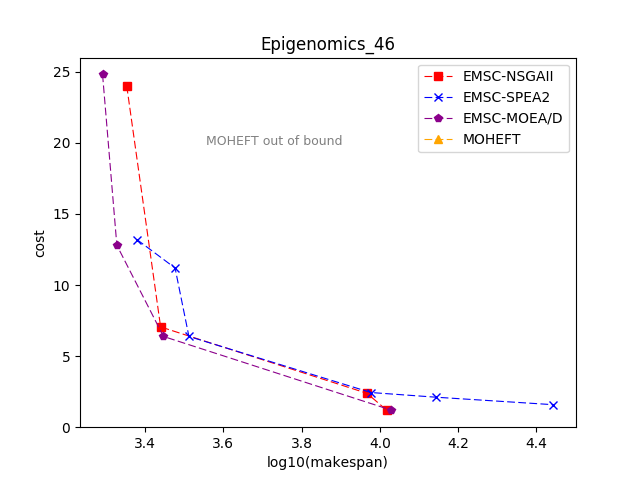 Epigenomics_46
EMSC-NSGAII
EMSC-SPEA2
EMSC-MOEA/D
MOHEFT
MOHEFT out of bound
cost
25
20
15
10
5
0
3.4 3.6 3.8 4.0 4.2 4.4
log10(makespan)